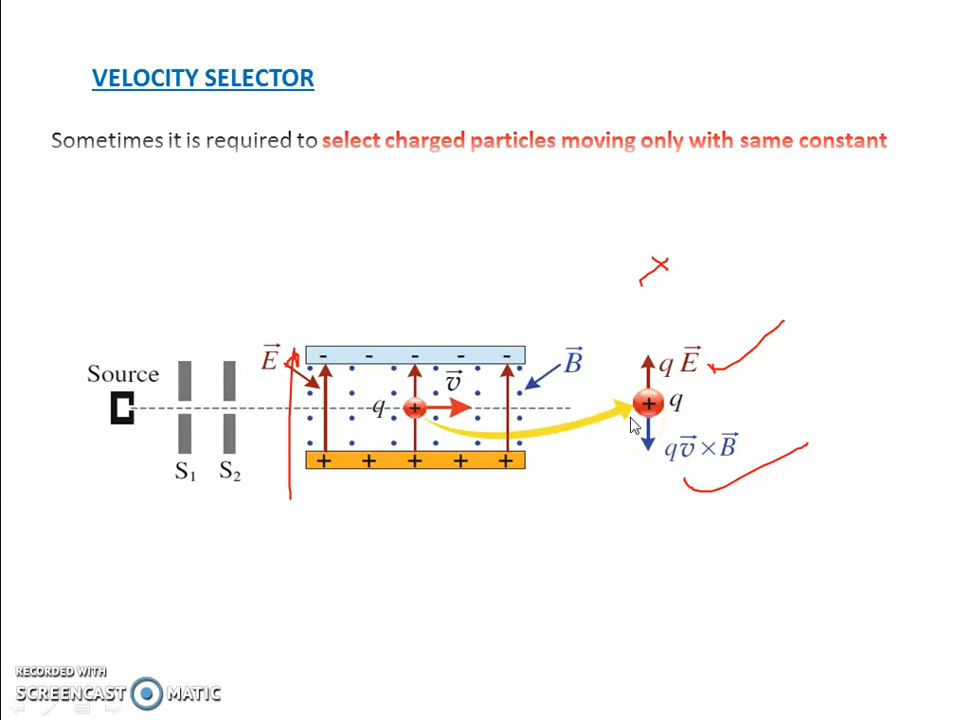 VELOCITY SELECTOR
Sometimes it is required to select charged particles moving only with same constant
Source
S₁
S₂
E⃗
- - - - -
v⃗
q
+
B⃗
+ + + + +
qE⃗
+
q
qv⃗×B⃗
RECORDED WITH
SCREENCAST MATIC